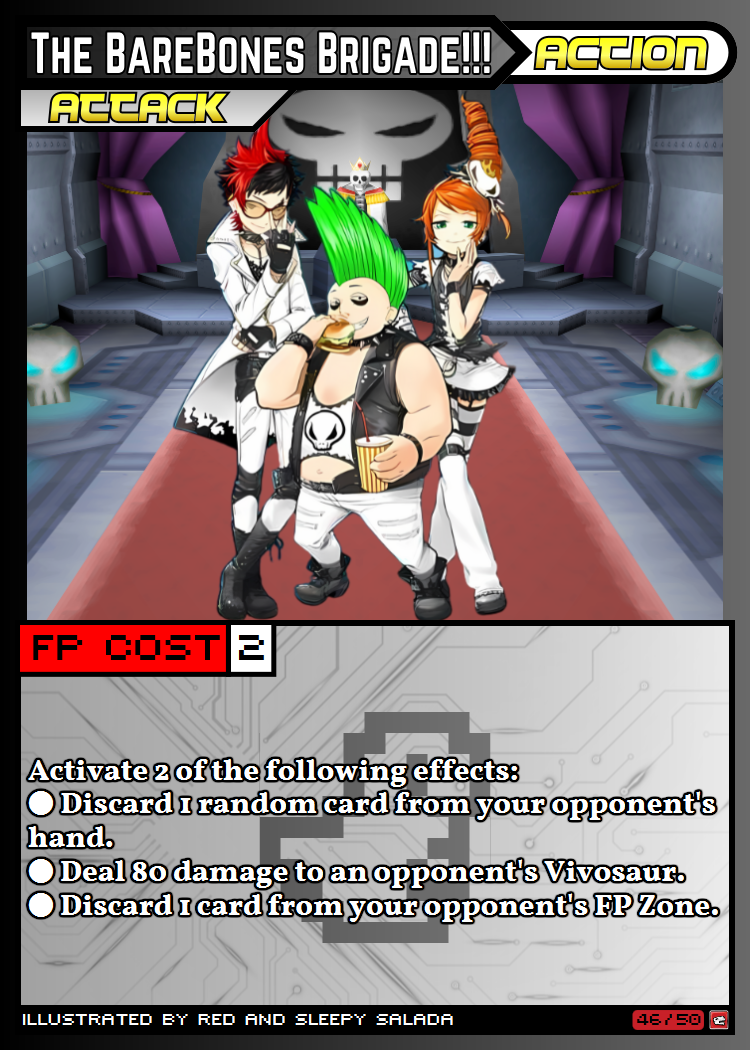 The BareBones Brigade!!!
ACTION
ATTACK
FP COST 2
Activate 2 of the following effects:
● Discard 1 random card from your opponent's
hand.
● Deal 80 damage to an opponent's Vivosaur.
● Discard 1 card from your opponent's FP Zone.
ILLUSTRATED BY RED AND SLEEPY SALADA
46/50